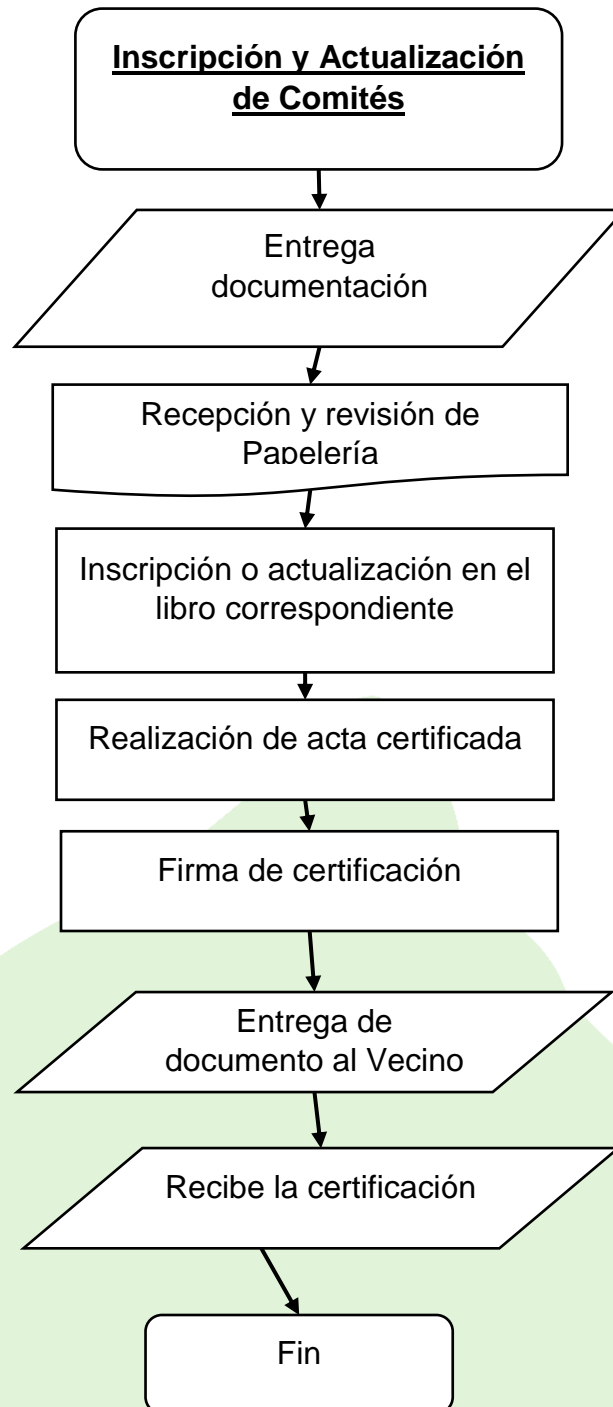 Inscripción y Actualización
de Comités
Entrega
documentación
Recepción y revisión de
Papelería
Inscripción o actualización en el
libro correspondiente
Realización de acta certificada
Firma de certificación
Entrega de
documento al Vecino
Recibe la certificación
Fin